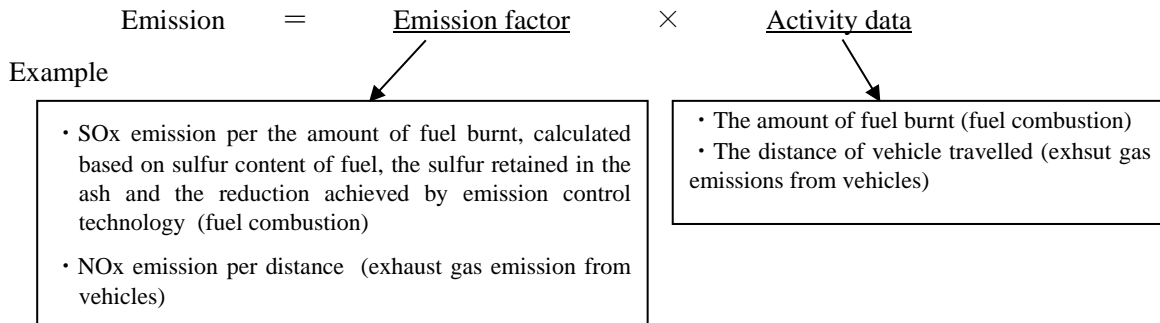 Emission = Emission factor × Activity data
Example
・SOx emission per the amount of fuel burnt, calculated
based on sulfur content of fuel, the sulfur retained in the
ash and the reduction achieved by emission control
technology (fuel combustion)
・NOx emission per distance (exhaust gas emission from
vehicles)
・The amount of fuel burnt (fuel combustion)
・The distance of vehicle travelled (exhsut gas
emissions from vehicles)